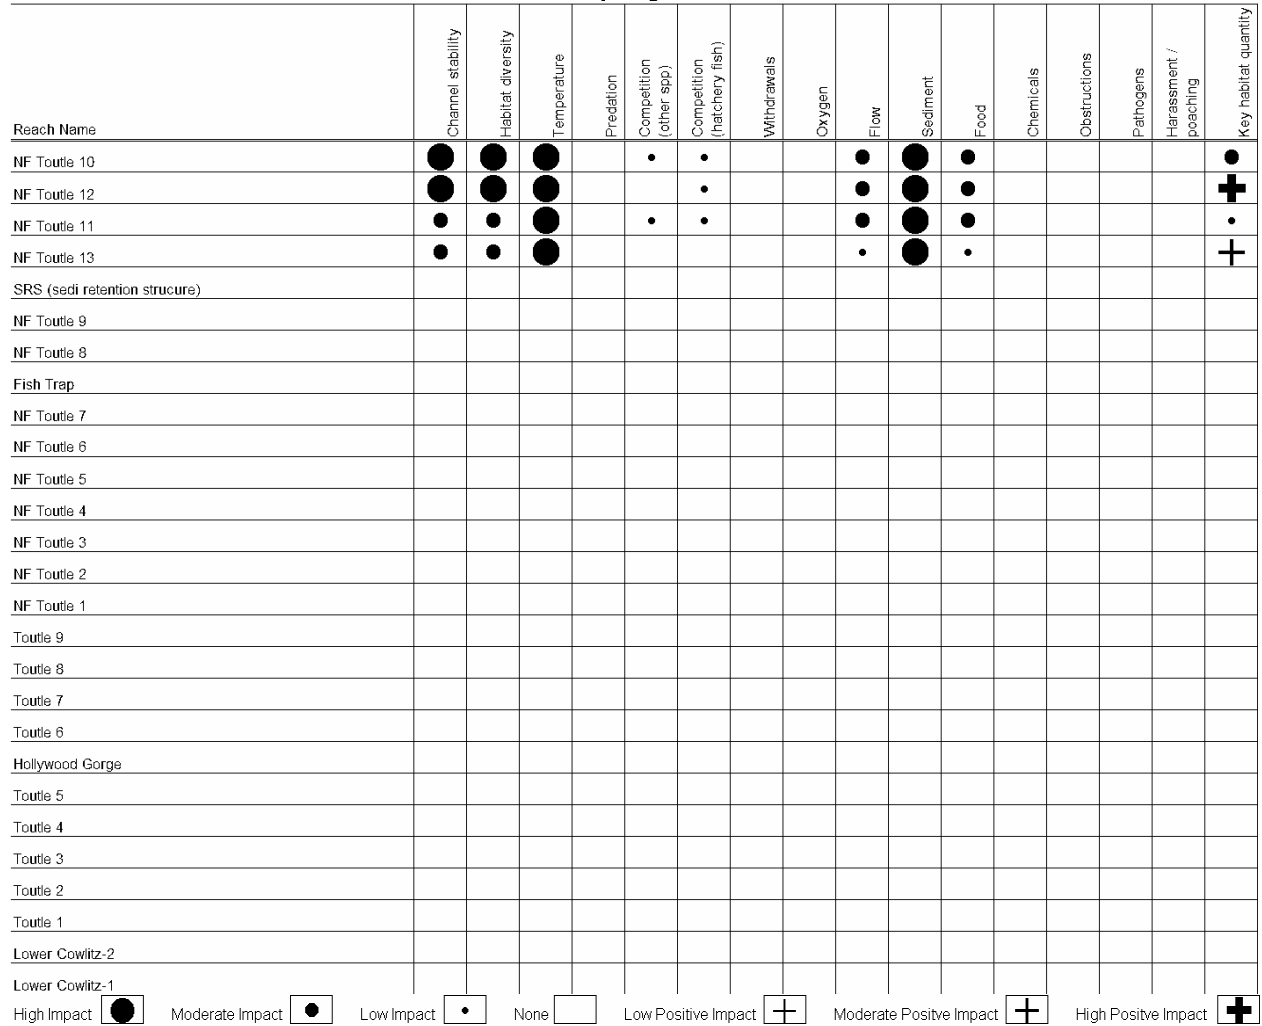 Reach Name
Channel stability
Habitat diversity
Temperature
Predation
Competition
(other spp)
Competition
(hatchery fish)
Withdrawals
Oxygen
Flow
Sediment
Food
Chemicals
Obstructions
Pathogens
Harassment /
poaching
Key habitat quantity
NF Toutle 10
NF Toutle 12
NF Toutle 11
NF Toutle 13
SRS (sedi retention strucure)
NF Toutle 9
NF Toutle 8
Fish Trap
NF Toutle 7
NF Toutle 6
NF Toutle 5
NF Toutle 4
NF Toutle 3
NF Toutle 2
NF Toutle 1
Toutle 9
Toutle 8
Toutle 7
Toutle 6
Hollywood Gorge
Toutle 5
Toutle 4
Toutle 3
Toutle 2
Toutle 1
Lower Cowlitz-2
Lower Cowlitz-1
High Impact Moderate Impact Low Impact None Low Positive Impact Moderate Positve Impact High Positve Impact